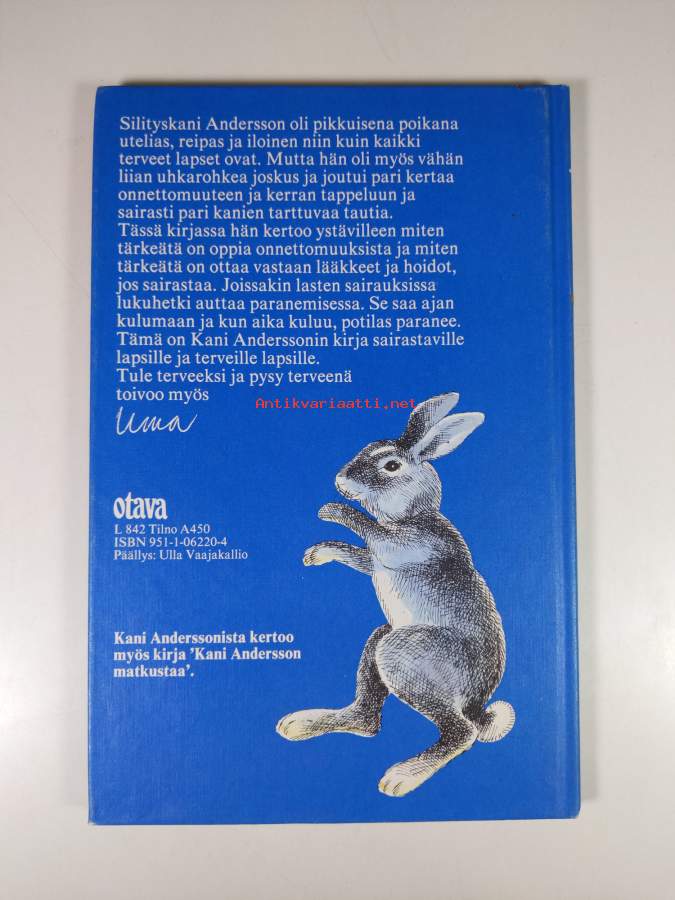 Silityskani Andersson oli pikkuisena poikana
utelias, reipas ja iloinen niin kuin kaikki
terveet lapset ovat. Mutta hän oli myös vähän
liian uhkarohkea joskus ja joutui pari kertaa
onnettomuuteen ja kerran tappeluun ja
sairasti pari kanien tarttuvaa tautia.
Tässä kirjassa hän kertoo ystävilleen miten
tärkeätä on oppia onnettomuuksista ja miten
tärkeätä on ottaa vastaan lääkkeet ja hoidot,
jos sairastaa. Joissakin lasten sairauksissa
lukuhetki auttaa paranemisessa. Se saa ajan
kulumaan ja kun aika kuluu, potilas paranee.
Tämä on Kani Anderssonin kirja sairastaville
lapsille ja terveille lapsille.
Tule terveeksi ja pysy terveenä
toivoo myös
Uma
Antikvariaatti.net
otava
L 842 Tilno A450
ISBN 951-1-06220-4
Päällys: Ulla Vaajakallio
Kani Anderssonista kertoo
myös kirja 'Kani Andersson
matkustaa'.